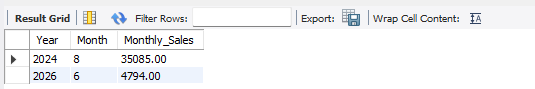 Result Grid Filter Rows: Export: Wrap Cell Content:
Year Month Monthly_Sales
2024 8 35085.00
2026 6 4794.00